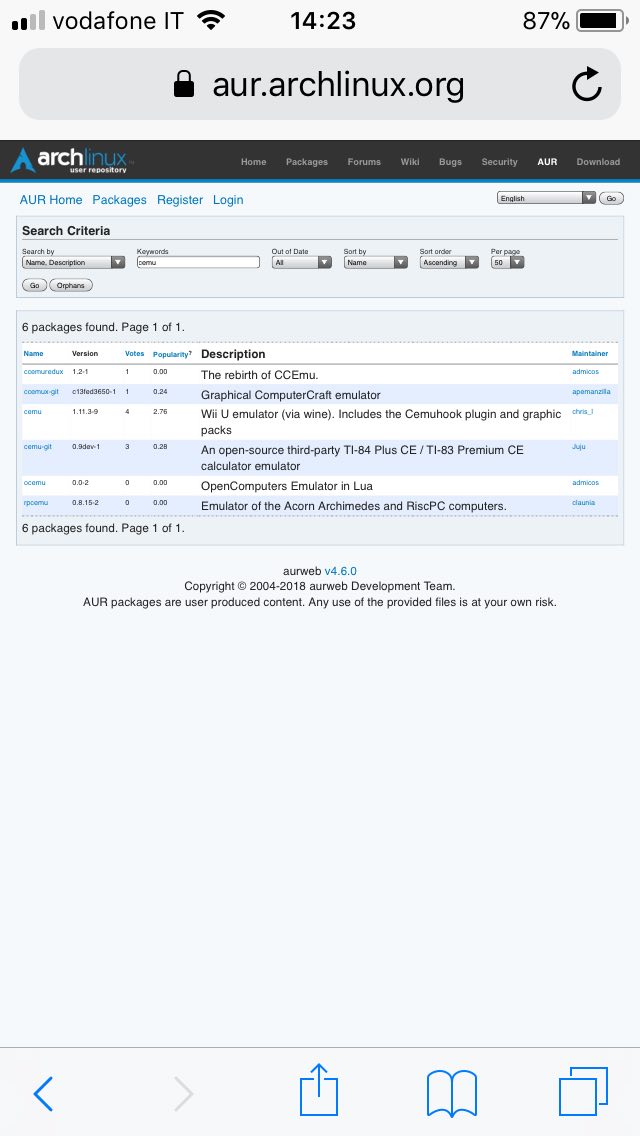 vodafone IT 14:23 87%
aur.archlinux.org
archlinux
user repository
Home Packages Forums Wiki Bugs Security AUR Download
AUR Home Packages Register Login English Go
Search Criteria
Search by Keywords Out of Date Sort by Sort order Per page
Name, Description cemu All Name Ascending 50
Go Orphans
6 packages found. Page 1 of 1.
Name Version Votes Popularity? Description Maintainer
ccemuredux 1.2-1 1 0.00 The rebirth of CCEmu. admicos
ccemux-git c13fed3650-1 1 0.24 Graphical ComputerCraft emulator apemanzilla
cemu 1.11.3-9 4 2.76 Wii U emulator (via wine). Includes the Cemuhook plugin and graphic packs chris_l
cemu-git 0.9dev-1 3 0.28 An open-source third-party TI-84 Plus CE / TI-83 Premium CE calculator emulator Juju
ocemu 0.0-2 0 0.00 OpenComputers Emulator in Lua admicos
rpcemu 0.8.15-2 0 0.00 Emulator of the Acorn Archimedes and RiscPC computers. claunia
6 packages found. Page 1 of 1.
aurweb v4.6.0
Copyright © 2004-2018 aurweb Development Team.
AUR packages are user produced content. Any use of the provided files is at your own risk.